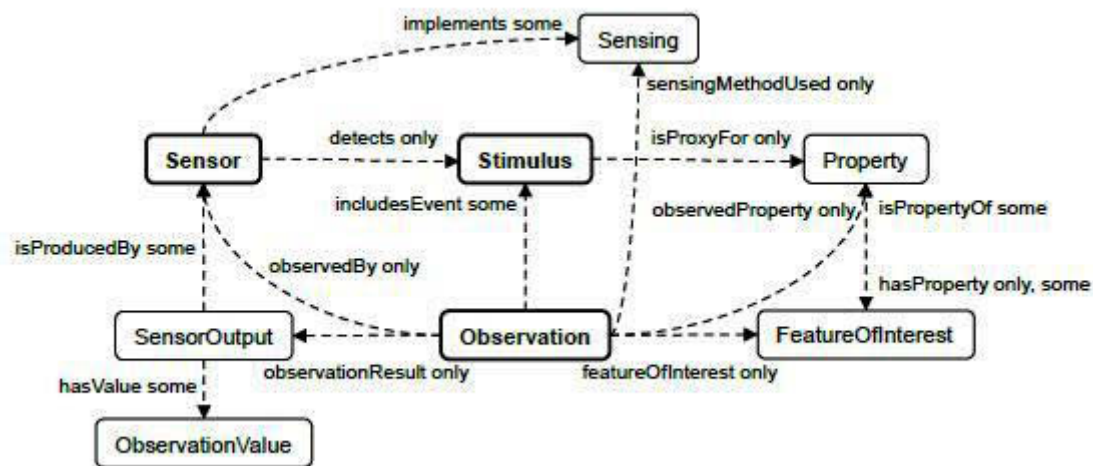 implements some
Sensing
sensingMethodUsed only
detects only
isProxyFor only
Sensor
Stimulus
Property
includesEvent some
observedProperty only
isPropertyOf some
isProducedBy some
observedBy only
hasProperty only, some
SensorOutput
Observation
FeatureOfInterest
observationResult only
featureOfInterest only
hasValue some
ObservationValue